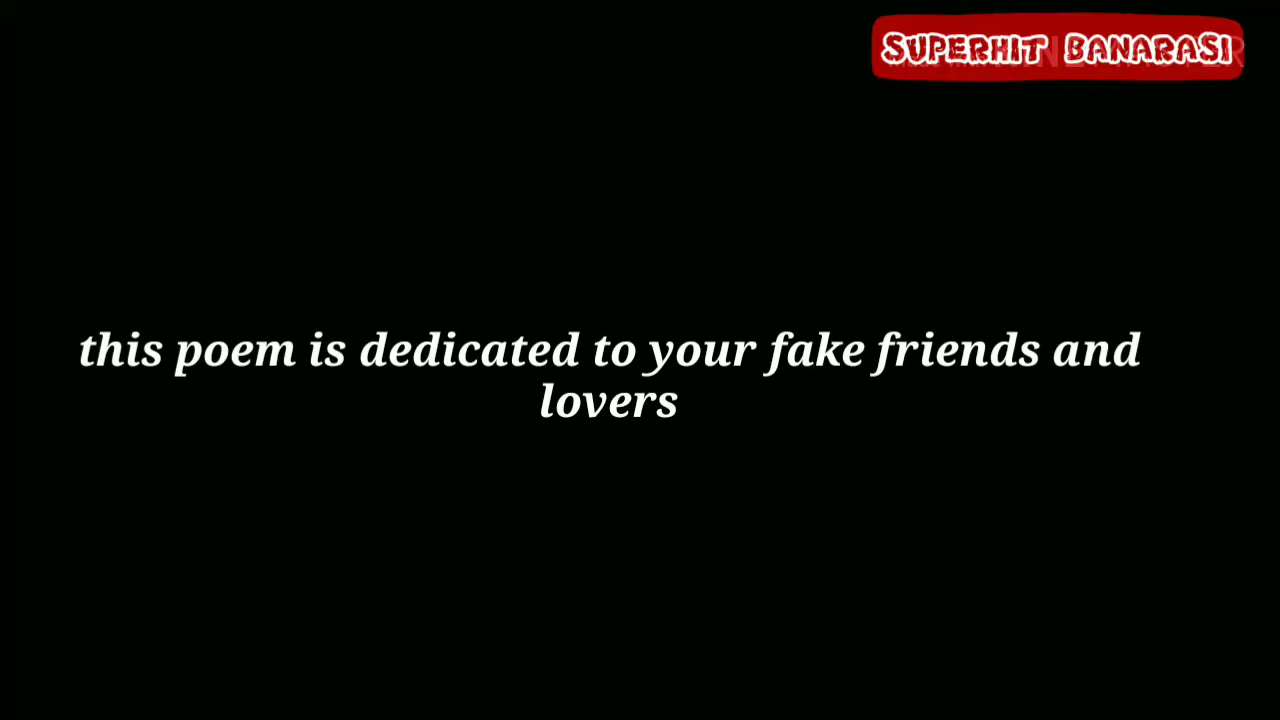 SUPERHIT BANARASI
this poem is dedicated to your fake friends and
lovers